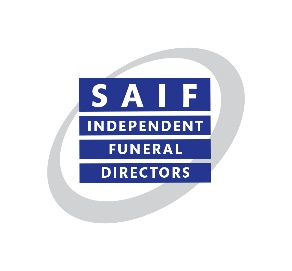 SAIF
INDEPENDENT
FUNERAL
DIRECTORS